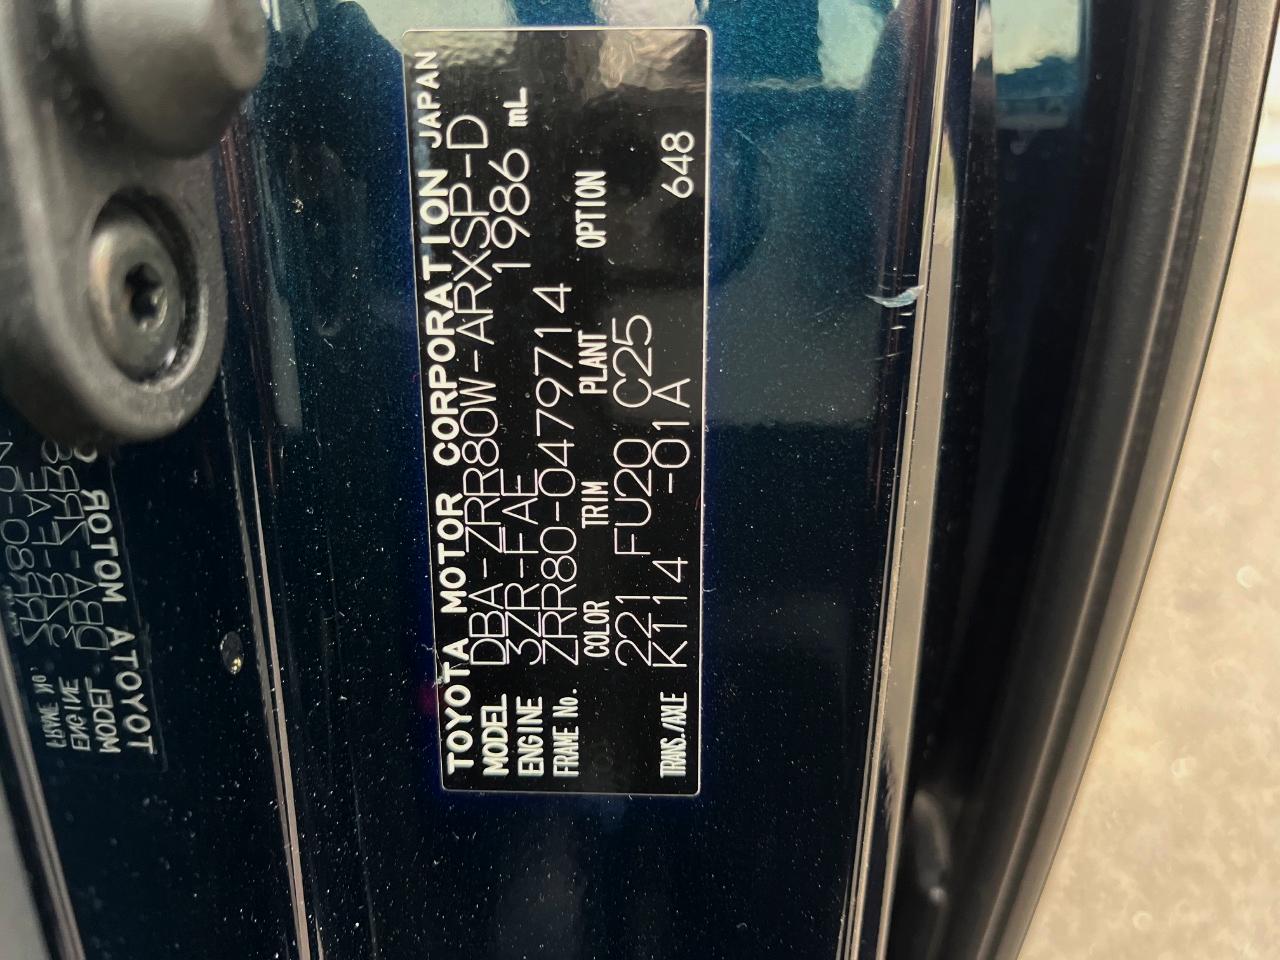 TOYOTA MOTOR CORPORATION JAPAN
MODEL DBA-ZRR80W-ARXSP-D
ENGINE 3ZR-FAE 1986 mL
FRAME No. ZRR80-0479714
COLOR TRIM PLANT OPTION
221 FU20 C25 648
TRANS./AXLE K114 -01A